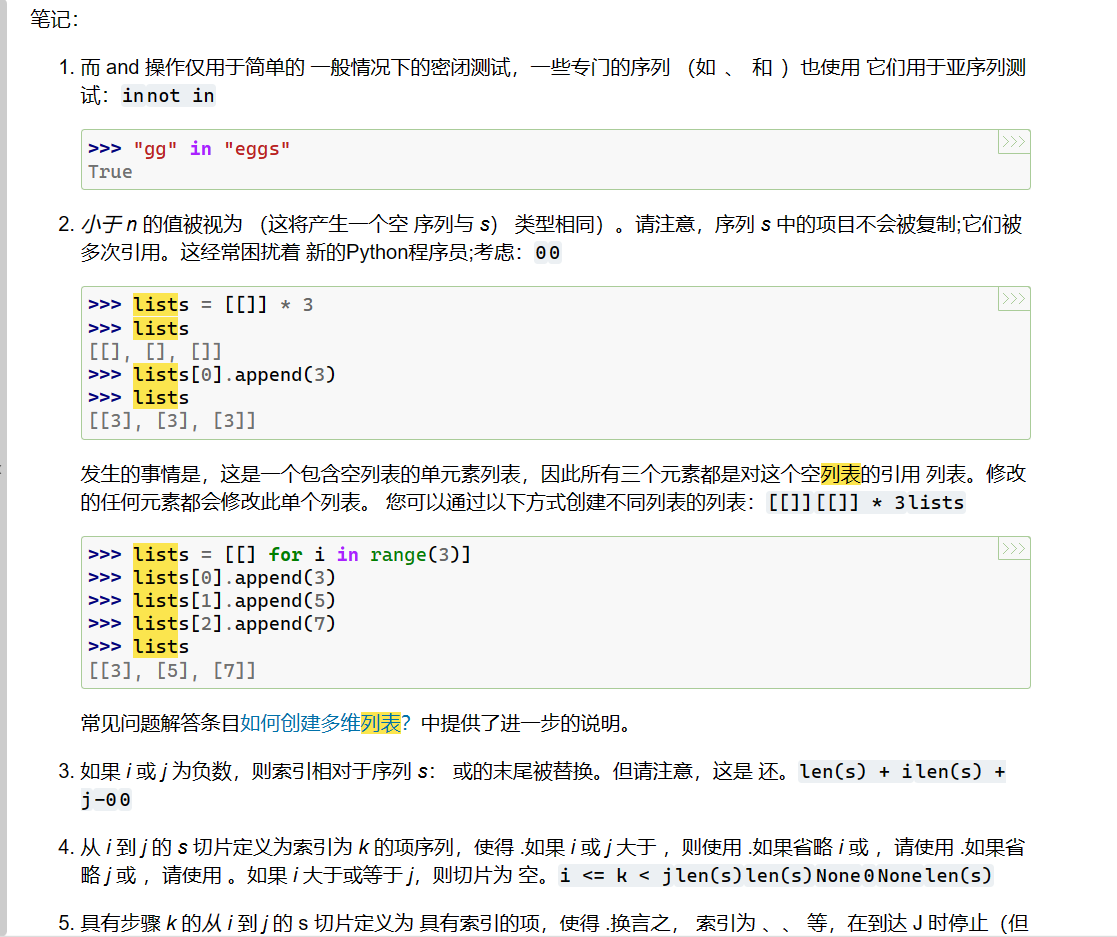 笔记：
1. 而 and 操作仅用于简单的 一般情况下的密闭测试，一些专门的序列 （如 、 和 ）也使用 它们用于亚序列测
试：innot in
>>> "gg" in "eggs"
>>>
True
2. 小于 n 的值被视为 （这将产生一个空 序列与 s） 类型相同）。请注意，序列 s 中的项目不会被复制;它们被
多次引用。这经常困扰着 新的Python程序员;考虑：00
>>> lists = [[]] * 3
>>>
>>> lists
[[], [], []]
>>> lists[0].append(3)
>>> lists
[[3], [3], [3]]
发生的事情是，这是一个包含空列表的单元素列表，因此所有三个元素都是对这个空列表的引用 列表。修改
的任何元素都会修改此单个列表。 您可以通过以下方式创建不同列表的列表：[[]][[]] * 3lists
>>> lists = [[] for i in range(3)]
>>>
>>> lists[0].append(3)
>>> lists[1].append(5)
>>> lists[2].append(7)
>>> lists
[[3], [5], [7]]
常见问题解答条目如何创建多维列表？中提供了进一步的说明。
3. 如果 i 或 j 为负数，则索引相对于序列 s： 或的末尾被替换。但请注意，这是 还。len(s) + ilen(s) +
j-00
4. 从 i 到 j 的 s 切片定义为索引为 k 的项序列，使得 .如果 i 或 j 大于 ，则使用 .如果省略 i 或 ，请使用 .如果省
略 j 或 ，请使用 。如果 i 大于或等于 j，则切片为 空。i <= k < jlen(s)len(s)None0Nonelen(s)
5. 具有步骤 k 的从 i 到 j 的 s 切片定义为 具有索引的项，使得 .换言之， 索引为 、、 等，在到达 J 时停止（但